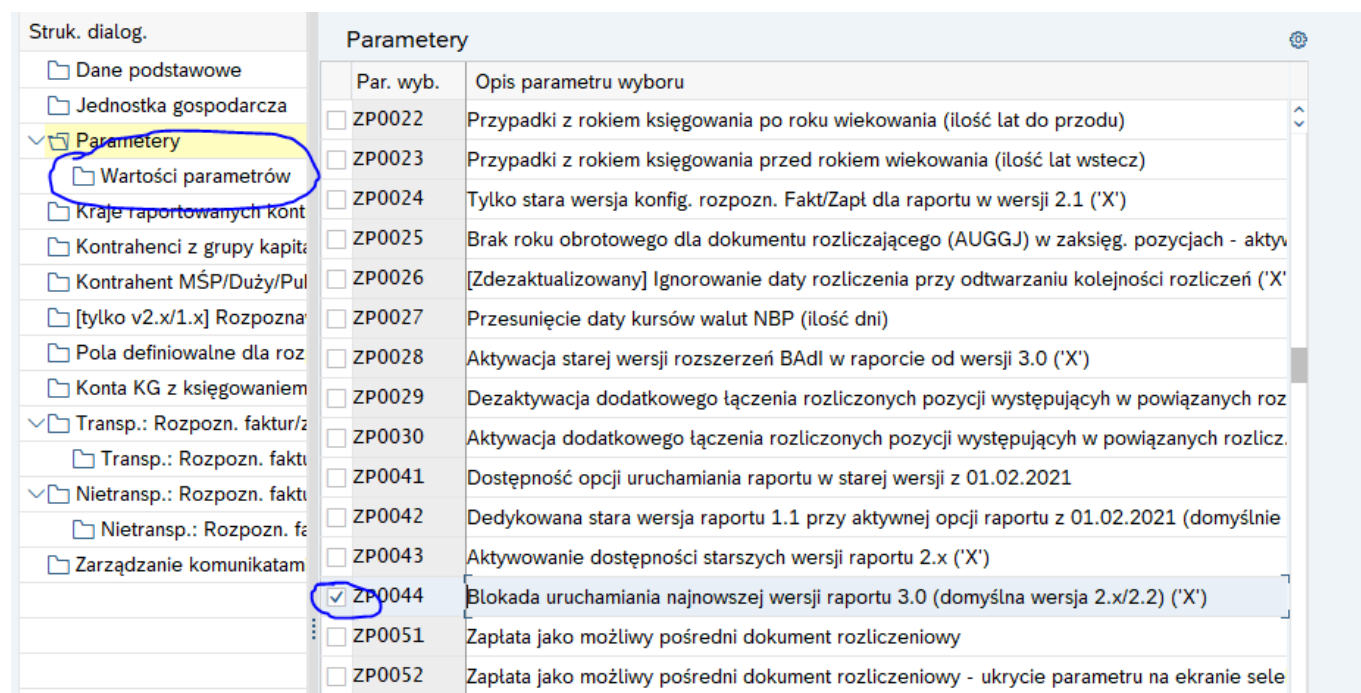 Struk. dialog.
Dane podstawowe
Jednostka gospodarcza
Parametery
Wartości parametrów
Kraje raportowanych kont
Kontrahenci z grupy kapita
Kontrahent MŚP/Duży/Pul
[tylko v2.x/1.x] Rozpozna
Pola definiowalne dla roz
Konta KG z księgowaniem
Transp.: Rozpozn. faktur/z
Transp.: Rozpozn. faktu
Nietransp.: Rozpozn. faktu
Nietransp.: Rozpozn. fa
Zarządzanie komunikatam
Parametery
Par. wyb. Opis parametru wyboru
ZP0022 Przypadki z rokiem księgowania po roku wiekowania (ilość lat do przodu)
ZP0023 Przypadki z rokiem księgowania przed rokiem wiekowania (ilość lat wstecz)
ZP0024 Tylko stara wersja konfig. rozpozn. Fakt/Zapł dla raportu w wersji 2.1 ('X')
ZP0025 Brak roku obrotowego dla dokumentu rozliczającego (AUGGJ) w zaksięg. pozycjach - aktyw
ZP0026 [Zdezaktualizowany] Ignorowanie daty rozliczenia przy odtwarzaniu kolejności rozliczeń ('X'
ZP0027 Przesunięcie daty kursów walut NBP (ilość dni)
ZP0028 Aktywacja starej wersji rozszerzeń BAdI w raporcie od wersji 3.0 ('X')
ZP0029 Dezaktywacja dodatkowego łączenia rozliczonych pozycji występującyh w powiązanych roz
ZP0030 Aktywacja dodatkowego łączenia rozliczonych pozycji występującyh w powiązanych rozlicz.
ZP0041 Dostępność opcji uruchamiania raportu w starej wersji z 01.02.2021
ZP0042 Dedykowana stara wersja raportu 1.1 przy aktywnej opcji raportu z 01.02.2021 (domyślnie
ZP0043 Aktywowanie dostępności starszych wersji raportu 2.x ('X')
ZP0044 Blokada uruchamiania najnowszej wersji raportu 3.0 (domyślna wersja 2.x/2.2) ('X')
ZP0051 Zapłata jako możliwy pośredni dokument rozliczeniowy
ZP0052 Zapłata jako możliwy pośredni dokument rozliczeniowy - ukrycie parametru na ekranie sele